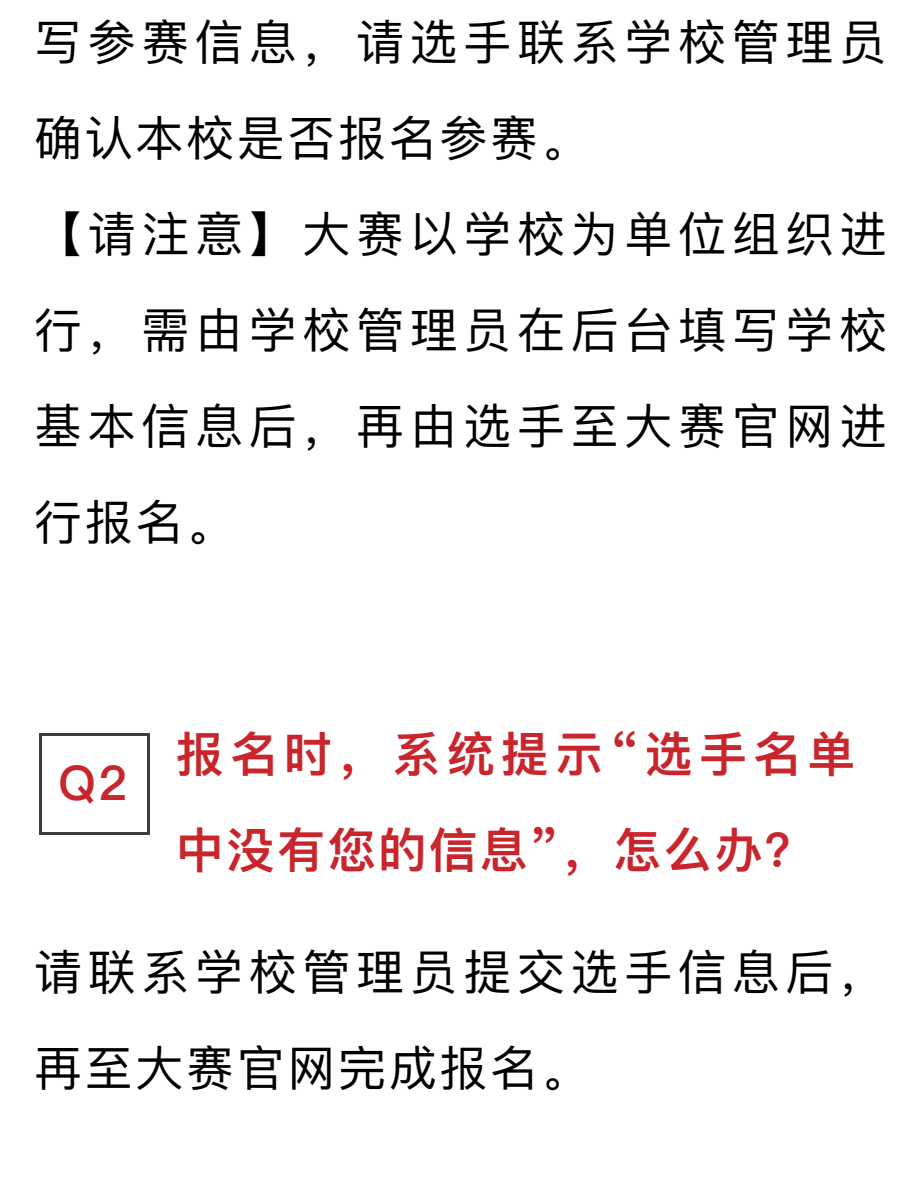 写参赛信息，请选手联系学校管理员
确认本校是否报名参赛。
【请注意】大赛以学校为单位组织进
行，需由学校管理员在后台填写学校
基本信息后，再由选手至大赛官网进
行报名。
Q2
报名时，系统提示“选手名单
中没有您的信息”，怎么办?
请联系学校管理员提交选手信息后，
再至大赛官网完成报名。